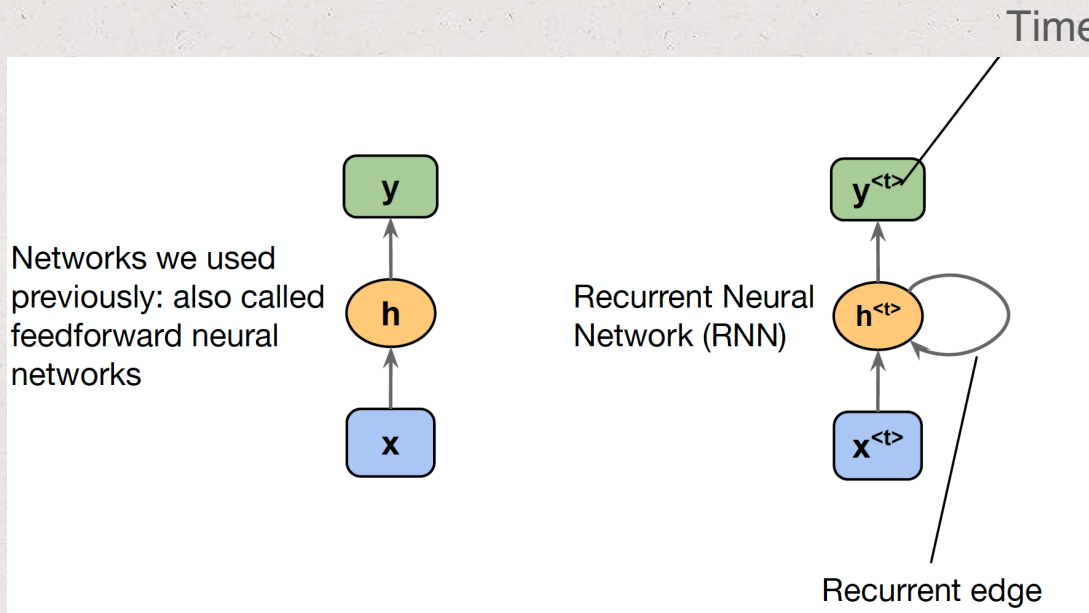 Time
y
y<t>
Networks we used
previously: also called
feedforward neural
networks
h
Recurrent Neural
Network (RNN)
h<t>
x
x<t>
Recurrent edge